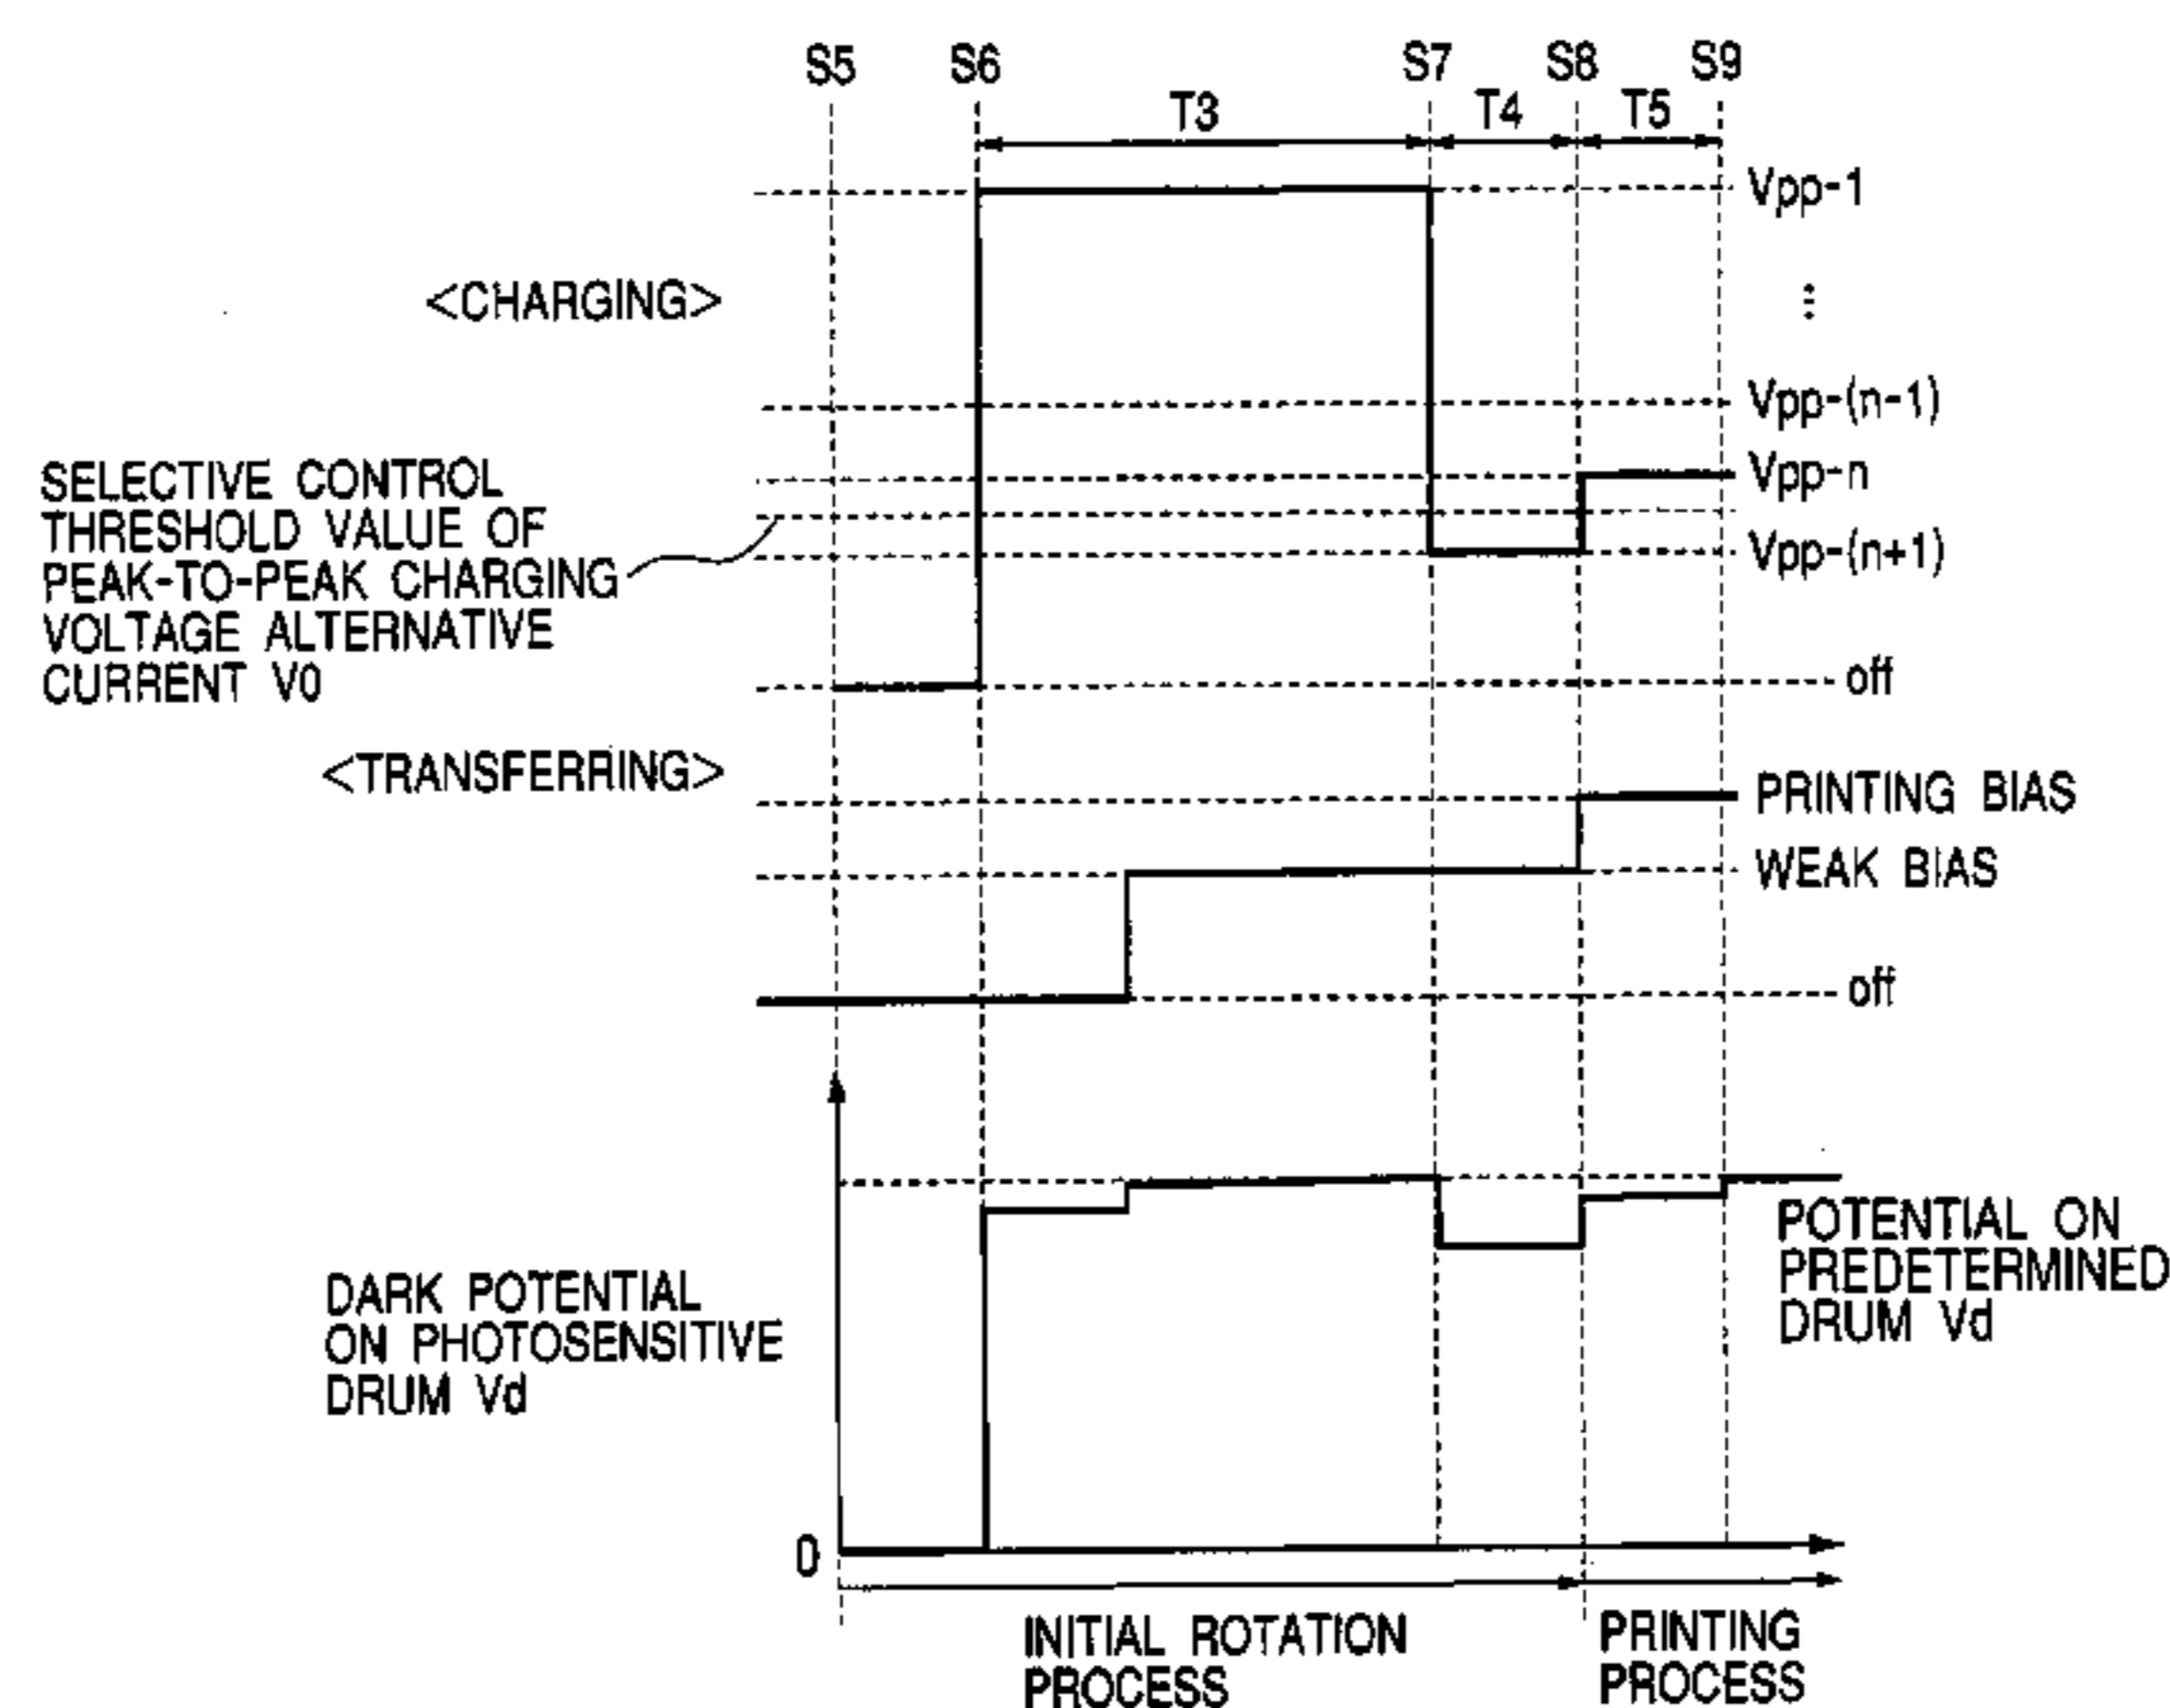 S5
S6
S7
S8
S9
T3
T4
T5
Vpp-1
<CHARGING>
⋮
Vpp-(n-1)
Vpp-n
Vpp-(n+1)
SELECTIVE CONTROL
THRESHOLD VALUE OF
PEAK-TO-PEAK CHARGING
VOLTAGE ALTERNATIVE
CURRENT V0
off
<TRANSFERRING>
PRINTING BIAS
WEAK BIAS
off
DARK POTENTIAL
ON PHOTOSENSITIVE
DRUM Vd
POTENTIAL ON
PREDETERMINED
DRUM Vd
0
INITIAL ROTATION
PROCESS
PRINTING
PROCESS